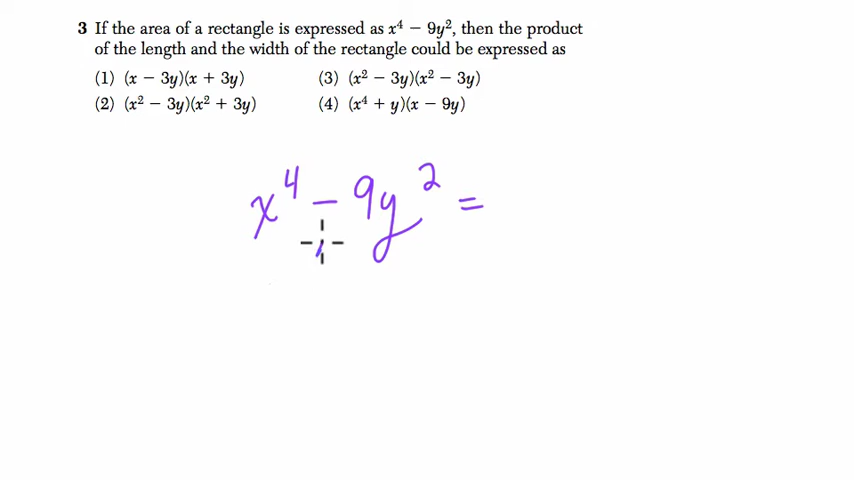 3 If the area of a rectangle is expressed as x⁴ − 9y², then the product
of the length and the width of the rectangle could be expressed as
(1) (x − 3y)(x + 3y) (3) (x² − 3y)(x² − 3y)
(2) (x² − 3y)(x² + 3y) (4) (x⁴ + y)(x − 9y)
x⁴ − 9y² =